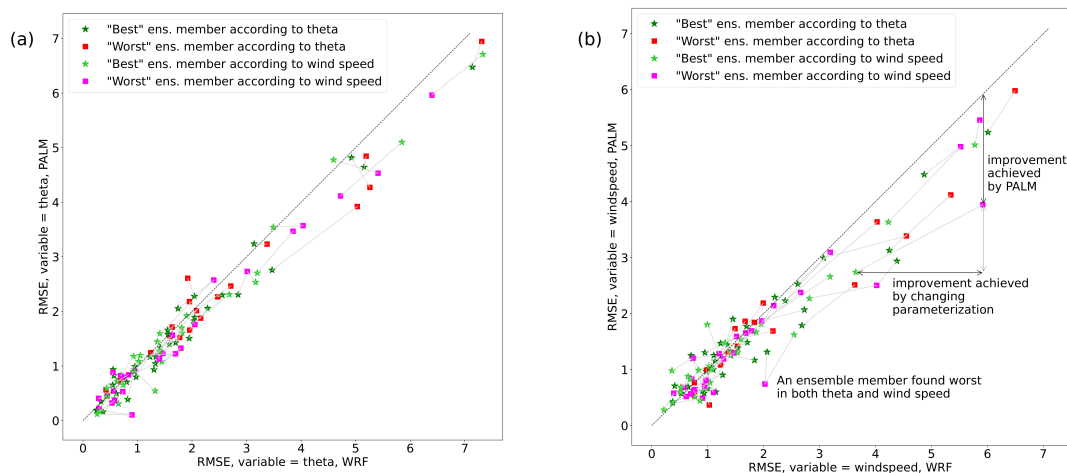 (a)
"Best" ens. member according to theta
"Worst" ens. member according to theta
"Best" ens. member according to wind speed
"Worst" ens. member according to wind speed
7
6
5
4
3
2
1
0
RMSE, variable = theta, PALM
0 1 2 3 4 5 6 7
RMSE, variable = theta, WRF
(b)
"Best" ens. member according to theta
"Worst" ens. member according to theta
"Best" ens. member according to wind speed
"Worst" ens. member according to wind speed
7
6
5
4
3
2
1
0
RMSE, variable = windspeed, PALM
improvement
achieved
by PALM
improvement achieved
by changing
parameterization
An ensemble member found worst
in both theta and wind speed
0 1 2 3 4 5 6 7
RMSE, variable = windspeed, WRF